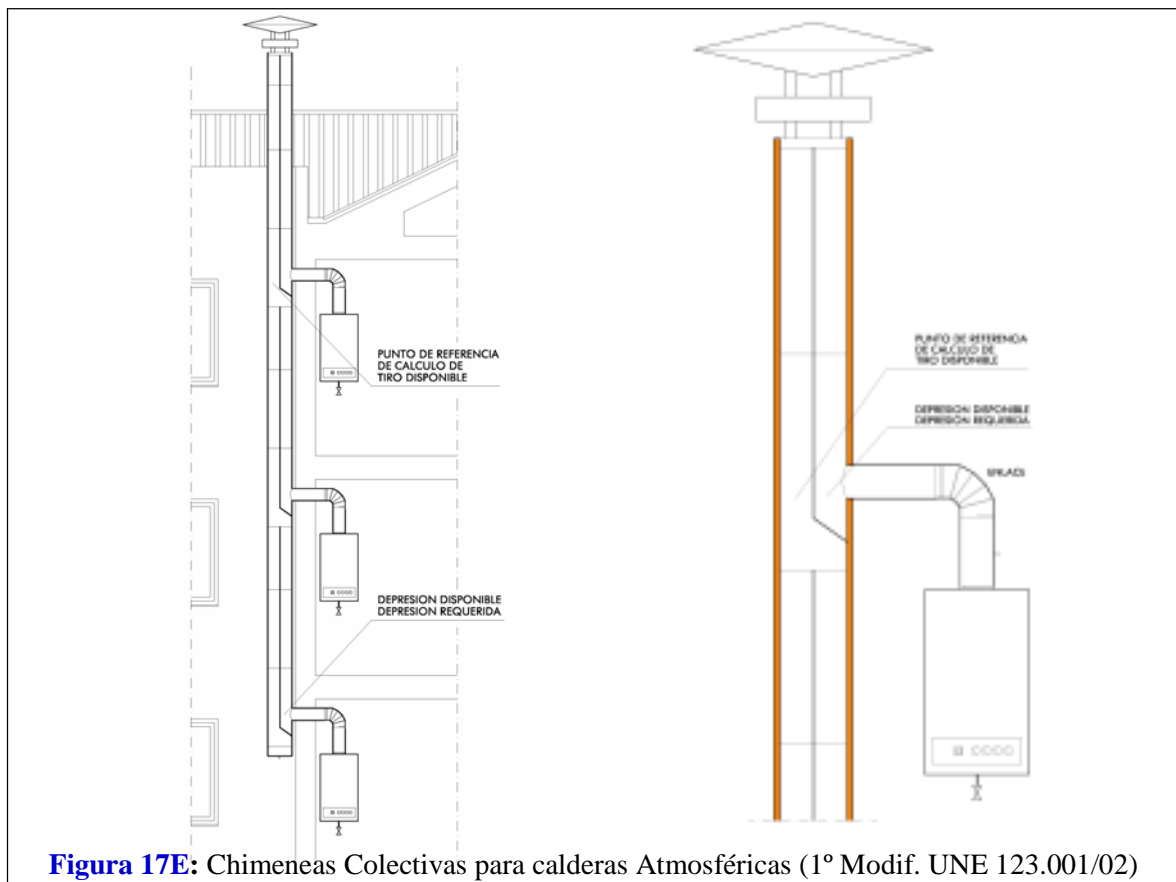 PUNTO DE REFERENCIA
DE CALCULO DE
TIRO DISPONIBLE
DEPRESION DISPONIBLE
DEPRESION REQUERIDA
PUNTO DE REFERENCIA
DE CALCULO DE
TIRO DISPONIBLE
DEPRESION DISPONIBLE
DEPRESION REQUERIDA
ENLACE
Figura 17E: Chimeneas Colectivas para calderas Atmosféricas (1º Modif. UNE 123.001/02)